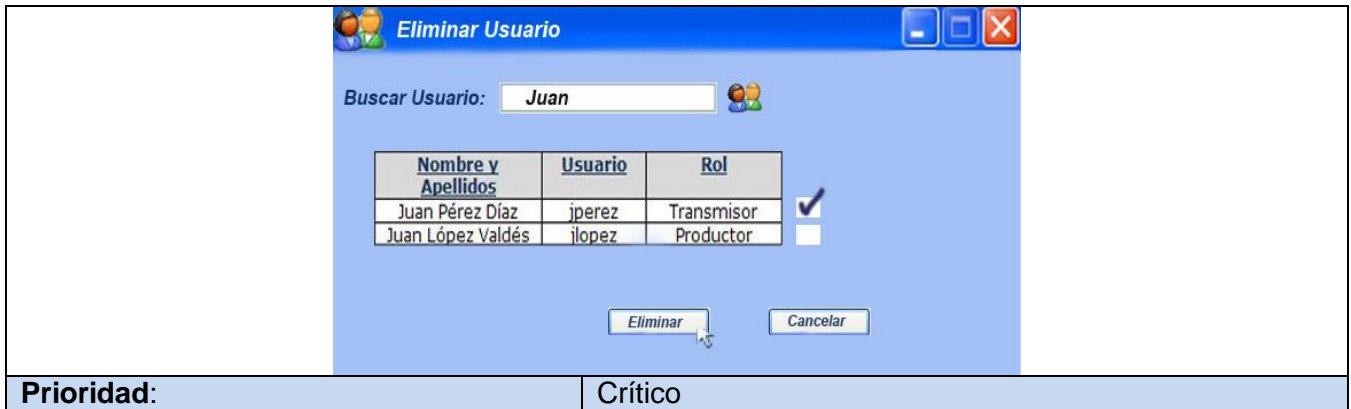 Eliminar Usuario
Buscar Usuario: Juan
Nombre y Apellidos Usuario Rol
Juan Pérez Díaz jperez Transmisor
Juan López Valdés jlopez Productor
Eliminar Cancelar
Prioridad: Crítico